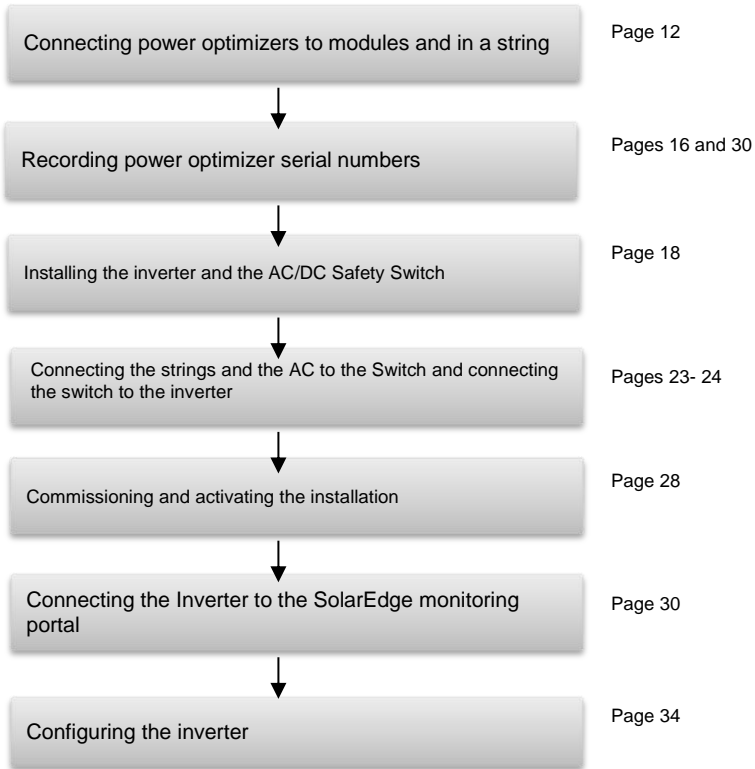 Connecting power optimizers to modules and in a string
Page 12
Recording power optimizer serial numbers
Pages 16 and 30
Installing the inverter and the AC/DC Safety Switch
Page 18
Connecting the strings and the AC to the Switch and connecting
the switch to the inverter
Pages 23- 24
Commissioning and activating the installation
Page 28
Connecting the Inverter to the SolarEdge monitoring
portal
Page 30
Configuring the inverter
Page 34